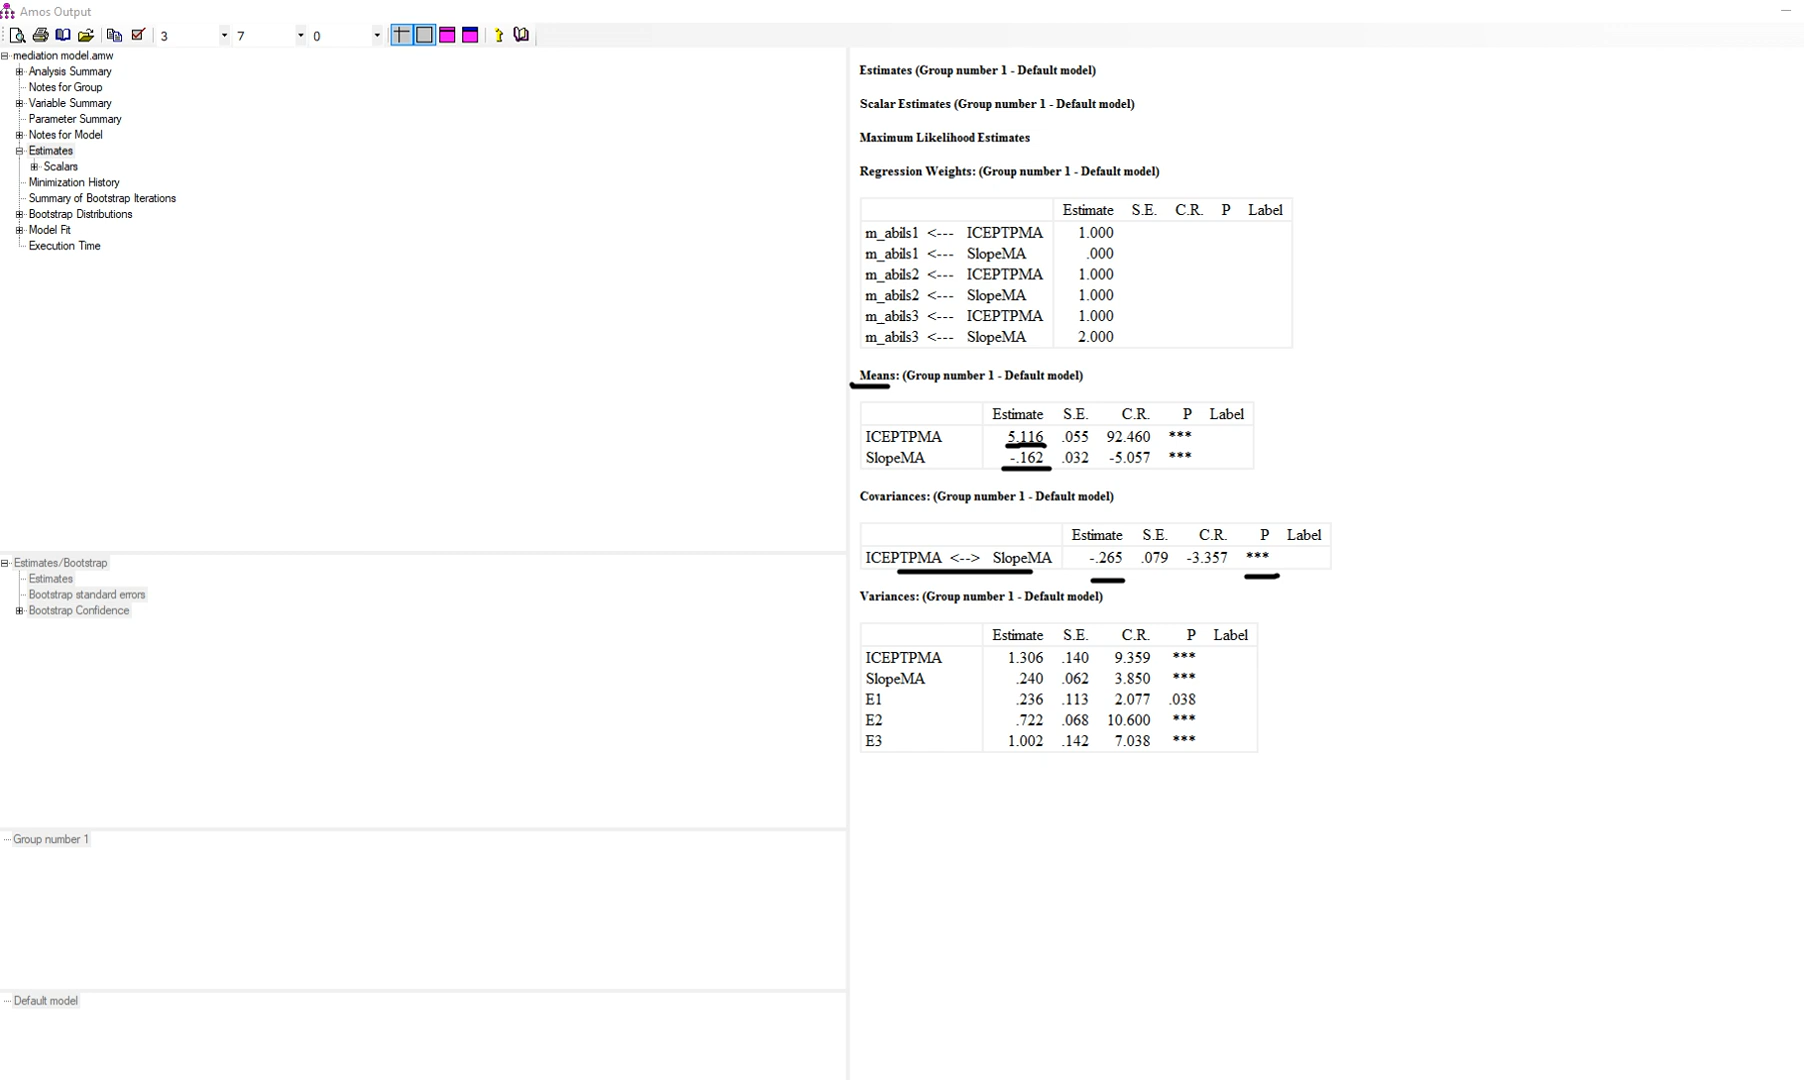 Amos Output
3 7 0
mediation model.amw
Analysis Summary
Notes for Group
Variable Summary
Parameter Summary
Notes for Model
Estimates
Scalars
Minimization History
Summary of Bootstrap Iterations
Bootstrap Distributions
Model Fit
Execution Time
Estimates/Bootstrap
Estimates
Bootstrap standard errors
Bootstrap Confidence
Group number 1
Default model
Estimates (Group number 1 - Default model)
Scalar Estimates (Group number 1 - Default model)
Maximum Likelihood Estimates
Regression Weights: (Group number 1 - Default model)
Estimate S.E. C.R. P Label
m_abils1 <--- ICEPTPMA 1.000
m_abils1 <--- SlopeMA .000
m_abils2 <--- ICEPTPMA 1.000
m_abils2 <--- SlopeMA 1.000
m_abils3 <--- ICEPTPMA 1.000
m_abils3 <--- SlopeMA 2.000
Means: (Group number 1 - Default model)
Estimate S.E. C.R. P Label
ICEPTPMA 5.116 .055 92.460 ***
SlopeMA -.162 .032 -5.057 ***
Covariances: (Group number 1 - Default model)
Estimate S.E. C.R. P Label
ICEPTPMA <--> SlopeMA -.265 .079 -3.357 ***
Variances: (Group number 1 - Default model)
Estimate S.E. C.R. P Label
ICEPTPMA 1.306 .140 9.359 ***
SlopeMA .240 .062 3.850 ***
E1 .236 .113 2.077 .038
E2 .722 .068 10.600 ***
E3 1.002 .142 7.038 ***